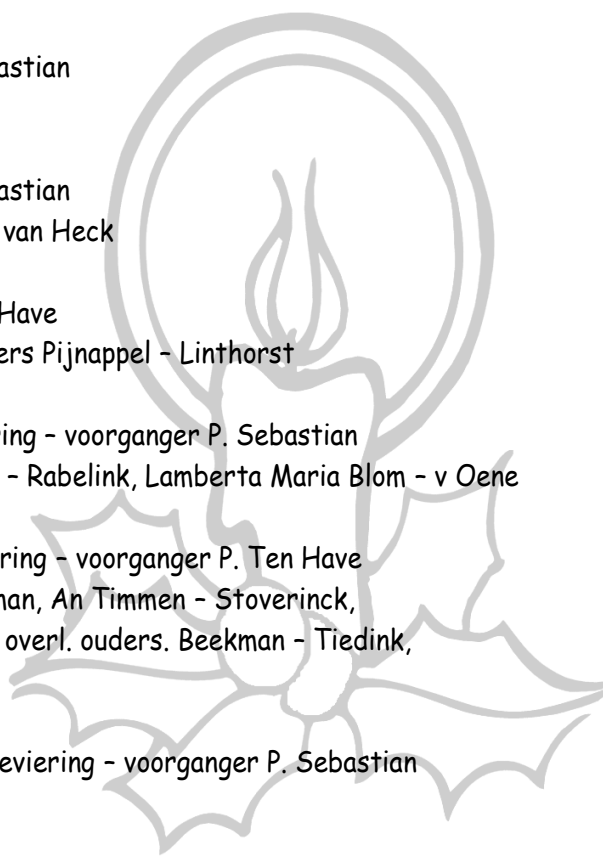 astian
astian
van Heck
Have
ers Pijnappel – Linthorst
ing – voorganger P. Sebastian
– Rabelink, Lamberta Maria Blom – v Oene
ring – voorganger P. Ten Have
man, An Timmen – Stoverinck,
overl. ouders. Beekman – Tiedink,
eviering – voorganger P. Sebastian